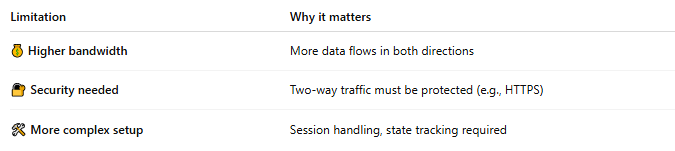 Limitation Why it matters
💰 Higher bandwidth More data flows in both directions
🔐 Security needed Two-way traffic must be protected (e.g., HTTPS)
🛠 More complex setup Session handling, state tracking required